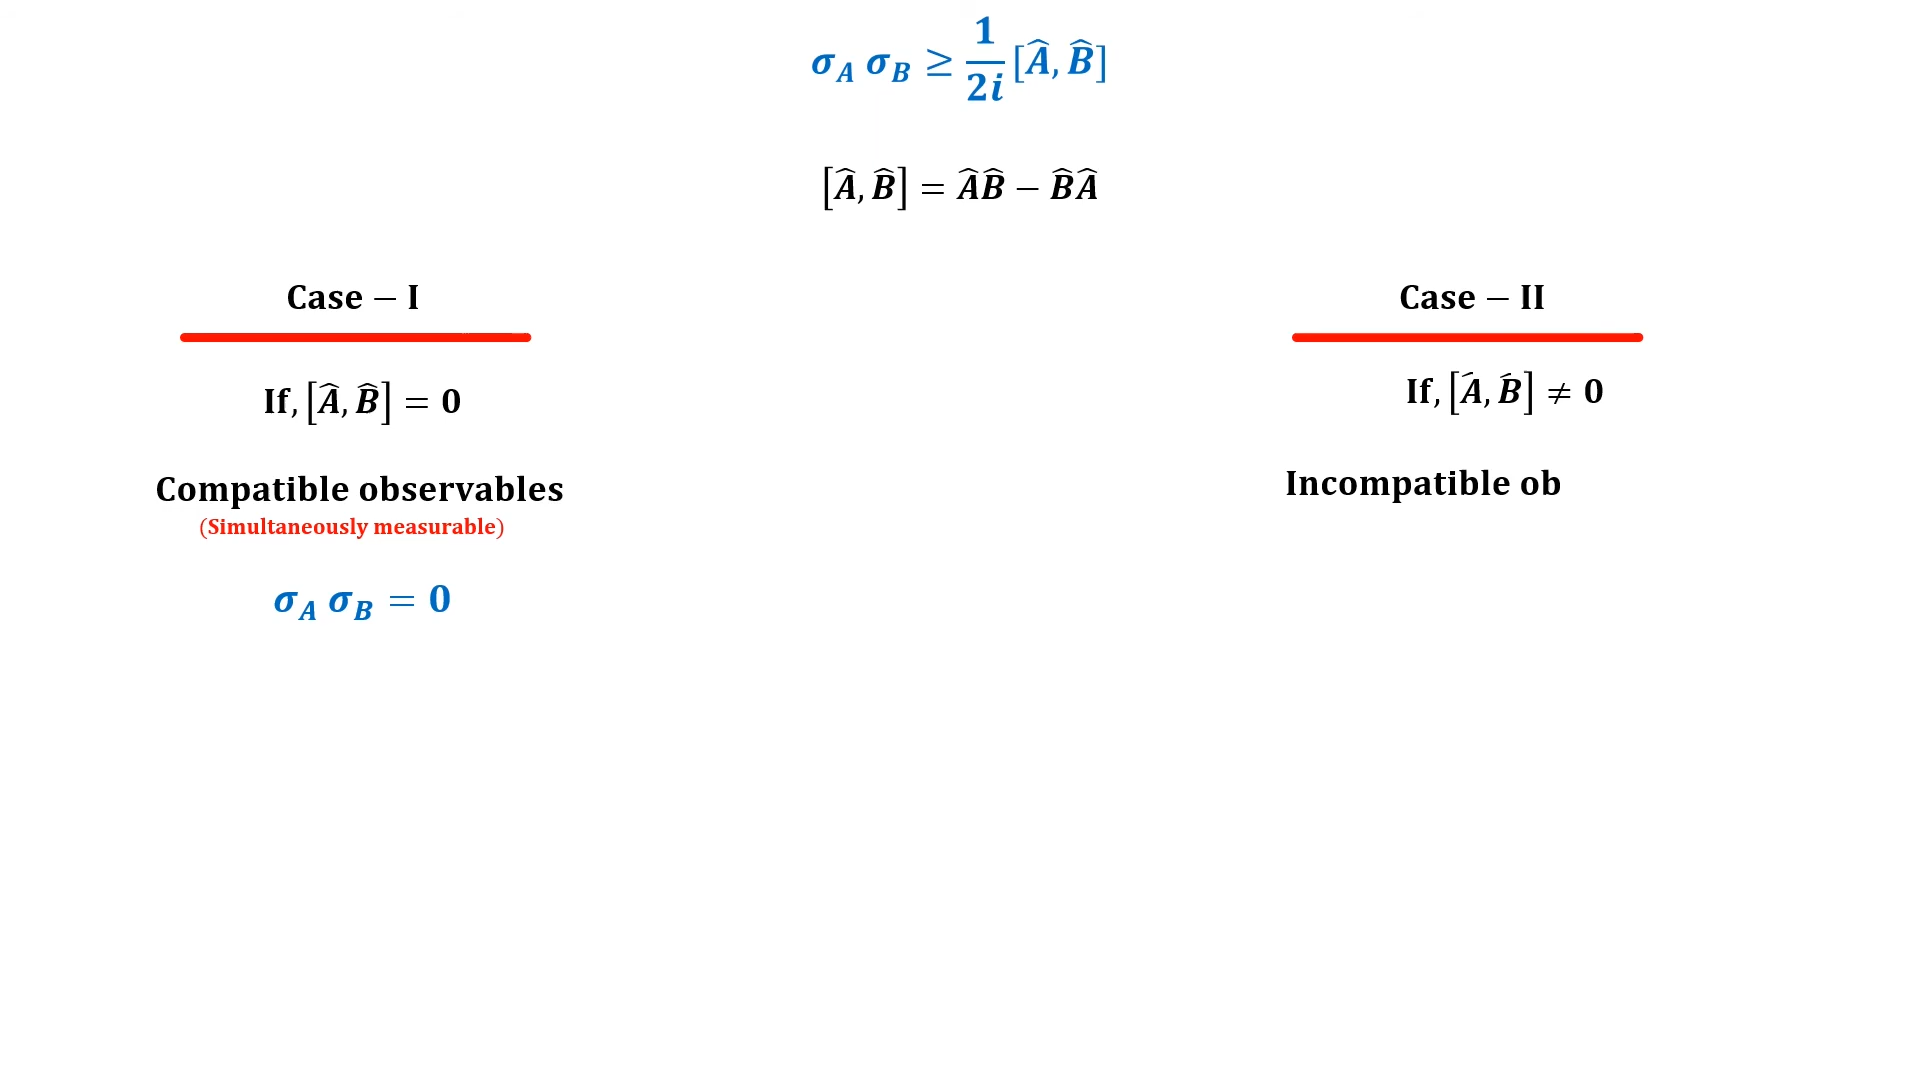 σ_A σ_B ≥ 1/2i [Â, B̂]
[Â, B̂] = ÂB̂ − B̂Â
Case − I
If, [Â, B̂] = 0
Compatible observables
(Simultaneously measurable)
σ_A σ_B = 0
Case − II
If, [Á, B́] ≠ 0
Incompatible ob